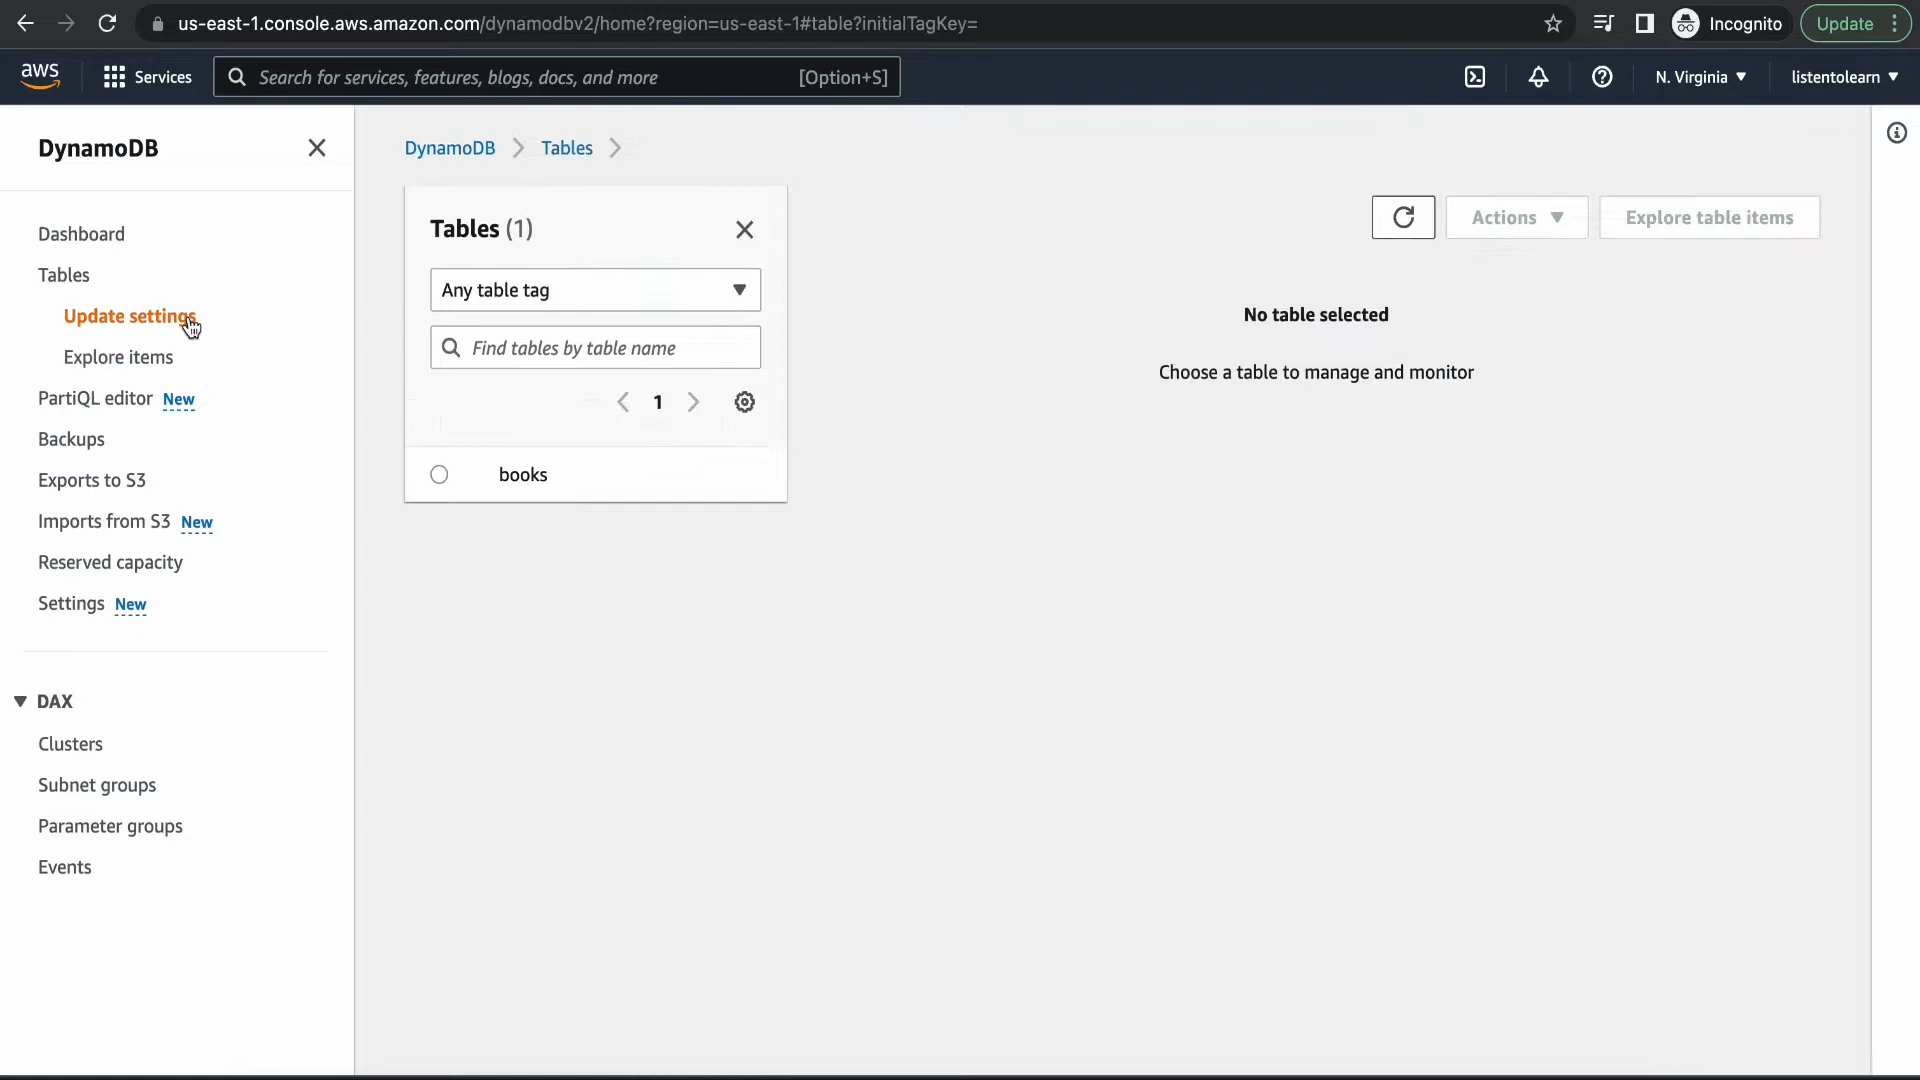 us-east-1.console.aws.amazon.com/dynamodbv2/home?region=us-east-1#table?initialTagKey=
Incognito
Update
aws
Services
Search for services, features, blogs, docs, and more
[Option+S]
N. Virginia
listentolearn
DynamoDB
Dashboard
Tables
Update settings
Explore items
PartiQL editor New
Backups
Exports to S3
Imports from S3 New
Reserved capacity
Settings New
DAX
Clusters
Subnet groups
Parameter groups
Events
DynamoDB
Tables
Tables (1)
Any table tag
Find tables by table name
1
books
Actions
Explore table items
No table selected
Choose a table to manage and monitor